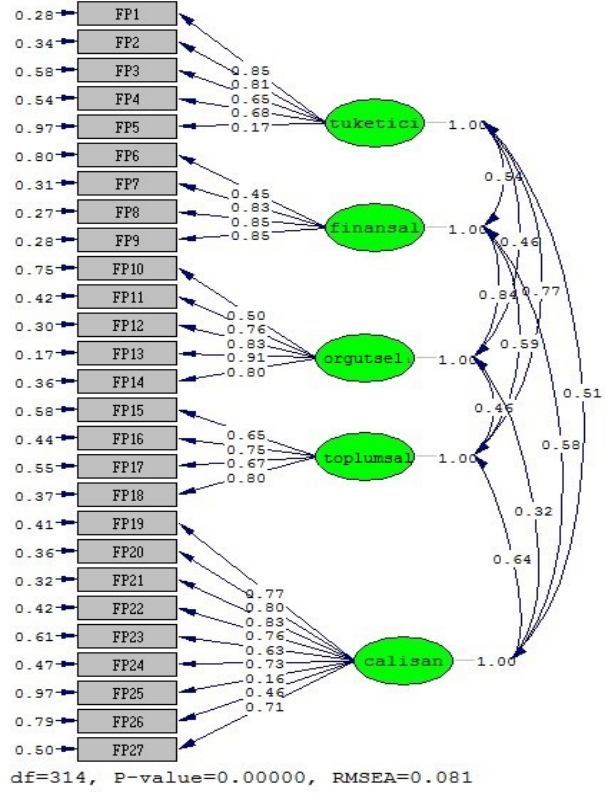 0.28 FP1
0.34 FP2
0.58 FP3 0.85
0.54 FP4 0.81
0.65
0.68
0.97 FP5 0.17 tuketici 1.00
0.80 FP6
0.31 FP7 0.45 0.54
0.27 FP8 0.83
0.85 finansal 1.00
0.28 FP9 0.85 0.46
0.75 FP10
0.42 FP11 0.50 0.84 0.77
0.30 FP12 0.76
0.83 0.59
0.17 FP13 0.91 orgutsel 1.00
0.36 FP14 0.80 0.51
0.58 FP15 0.46
0.44 FP16 0.65
0.75 0.58
0.55 FP17 0.67 toplumsal 1.00
0.37 FP18 0.80
0.41 FP19 0.32
0.36 FP20 0.64
0.32 FP21 0.77
0.80
0.42 FP22 0.83
0.76
0.61 FP23 0.63
0.47 FP24 0.73 calisan 1.00
0.97 FP25 0.16
0.79 FP26 0.46
0.71
0.50 FP27
df=314, P-value=0.00000, RMSEA=0.081